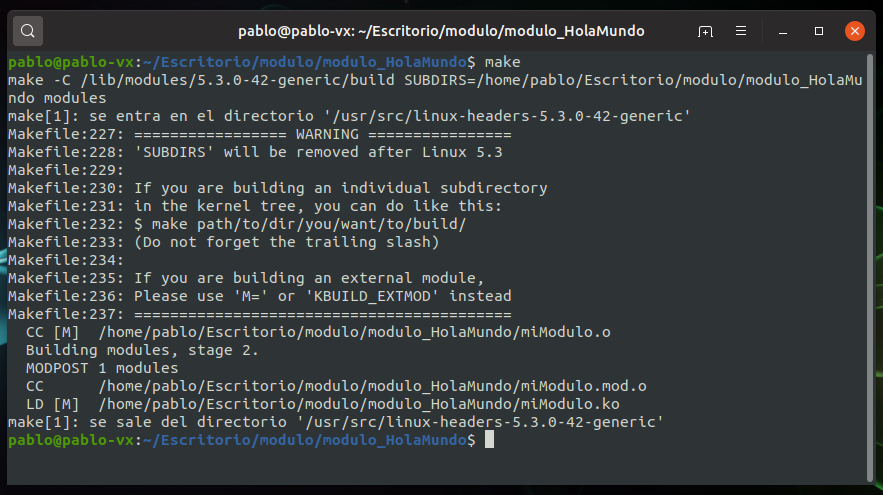 pablo@pablo-vx: ~/Escritorio/modulo/modulo_HolaMundo
pablo@pablo-vx:~/Escritorio/modulo/modulo_HolaMundo$ make
make -C /lib/modules/5.3.0-42-generic/build SUBDIRS=/home/pablo/Escritorio/modulo/modulo_HolaMu
ndo modules
make[1]: se entra en el directorio '/usr/src/linux-headers-5.3.0-42-generic'
Makefile:227: ================= WARNING ================
Makefile:228: 'SUBDIRS' will be removed after Linux 5.3
Makefile:229:
Makefile:230: If you are building an individual subdirectory
Makefile:231: in the kernel tree, you can do like this:
Makefile:232: $ make path/to/dir/you/want/to/build/
Makefile:233: (Do not forget the trailing slash)
Makefile:234:
Makefile:235: If you are building an external module,
Makefile:236: Please use 'M=' or 'KBUILD_EXTMOD' instead
Makefile:237: ==========================================
  CC [M]  /home/pablo/Escritorio/modulo/modulo_HolaMundo/miModulo.o
  Building modules, stage 2.
  MODPOST 1 modules
  CC      /home/pablo/Escritorio/modulo/modulo_HolaMundo/miModulo.mod.o
  LD [M]  /home/pablo/Escritorio/modulo/modulo_HolaMundo/miModulo.ko
make[1]: se sale del directorio '/usr/src/linux-headers-5.3.0-42-generic'
pablo@pablo-vx:~/Escritorio/modulo/modulo_HolaMundo$